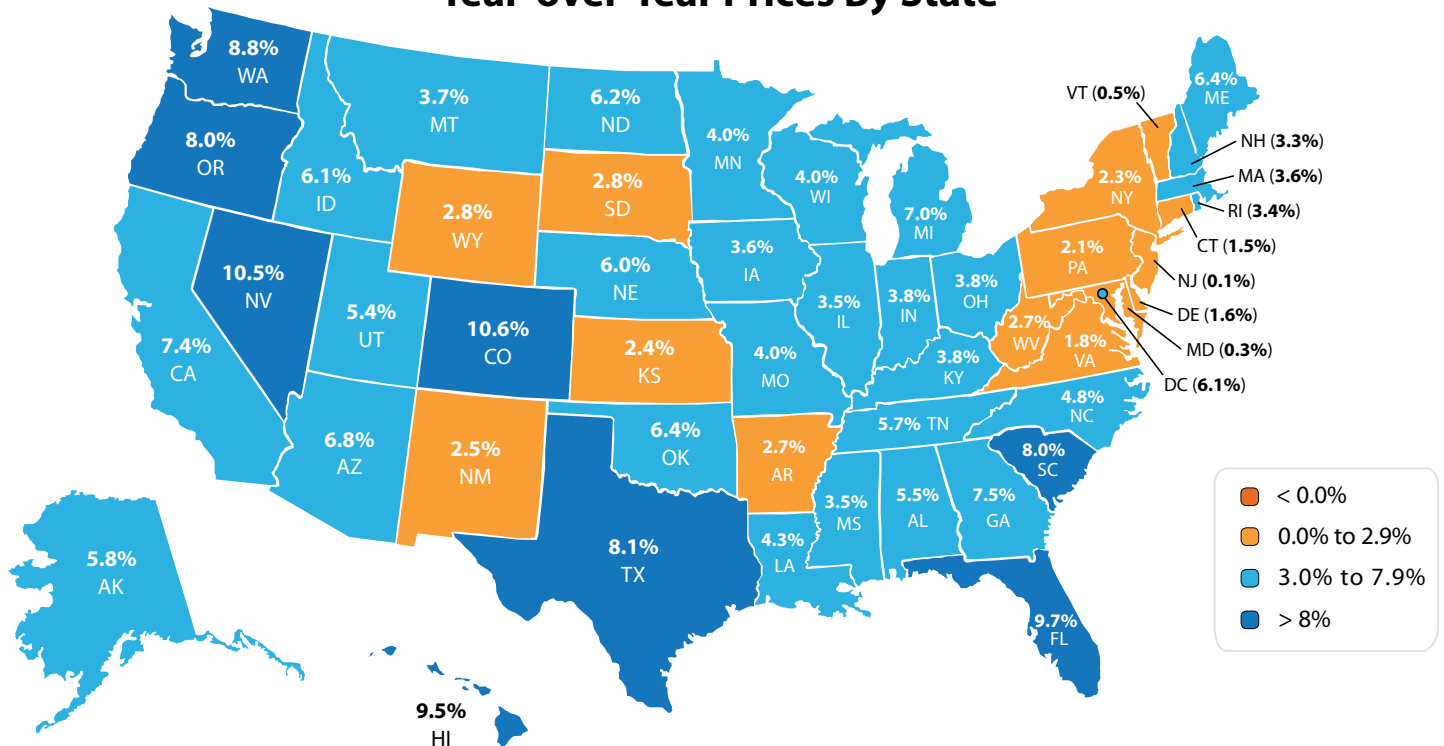 Year-over-Year Prices By State
8.8%
WA
8.0%
OR
7.4%
CA
10.5%
NV
6.1%
ID
3.7%
MT
2.8%
WY
5.4%
UT
10.6%
CO
6.8%
AZ
2.5%
NM
6.2%
ND
2.8%
SD
6.0%
NE
2.4%
KS
6.4%
OK
8.1%
TX
4.0%
MN
3.6%
IA
4.0%
MO
2.7%
AR
4.3%
LA
4.0%
WI
3.5%
IL
7.0%
MI
3.8%
IN
3.8%
OH
3.8%
KY
5.7% TN
3.5%
MS
5.5%
AL
7.5%
GA
9.7%
FL
8.0%
SC
4.8%
NC
1.8%
VA
2.7%
WV
2.1%
PA
2.3%
NY
6.4%
ME
VT (0.5%)
NH (3.3%)
MA (3.6%)
RI (3.4%)
CT (1.5%)
NJ (0.1%)
DE (1.6%)
MD (0.3%)
DC (6.1%)
5.8%
AK
9.5%
HI
< 0.0%
0.0% to 2.9%
3.0% to 7.9%
> 8%